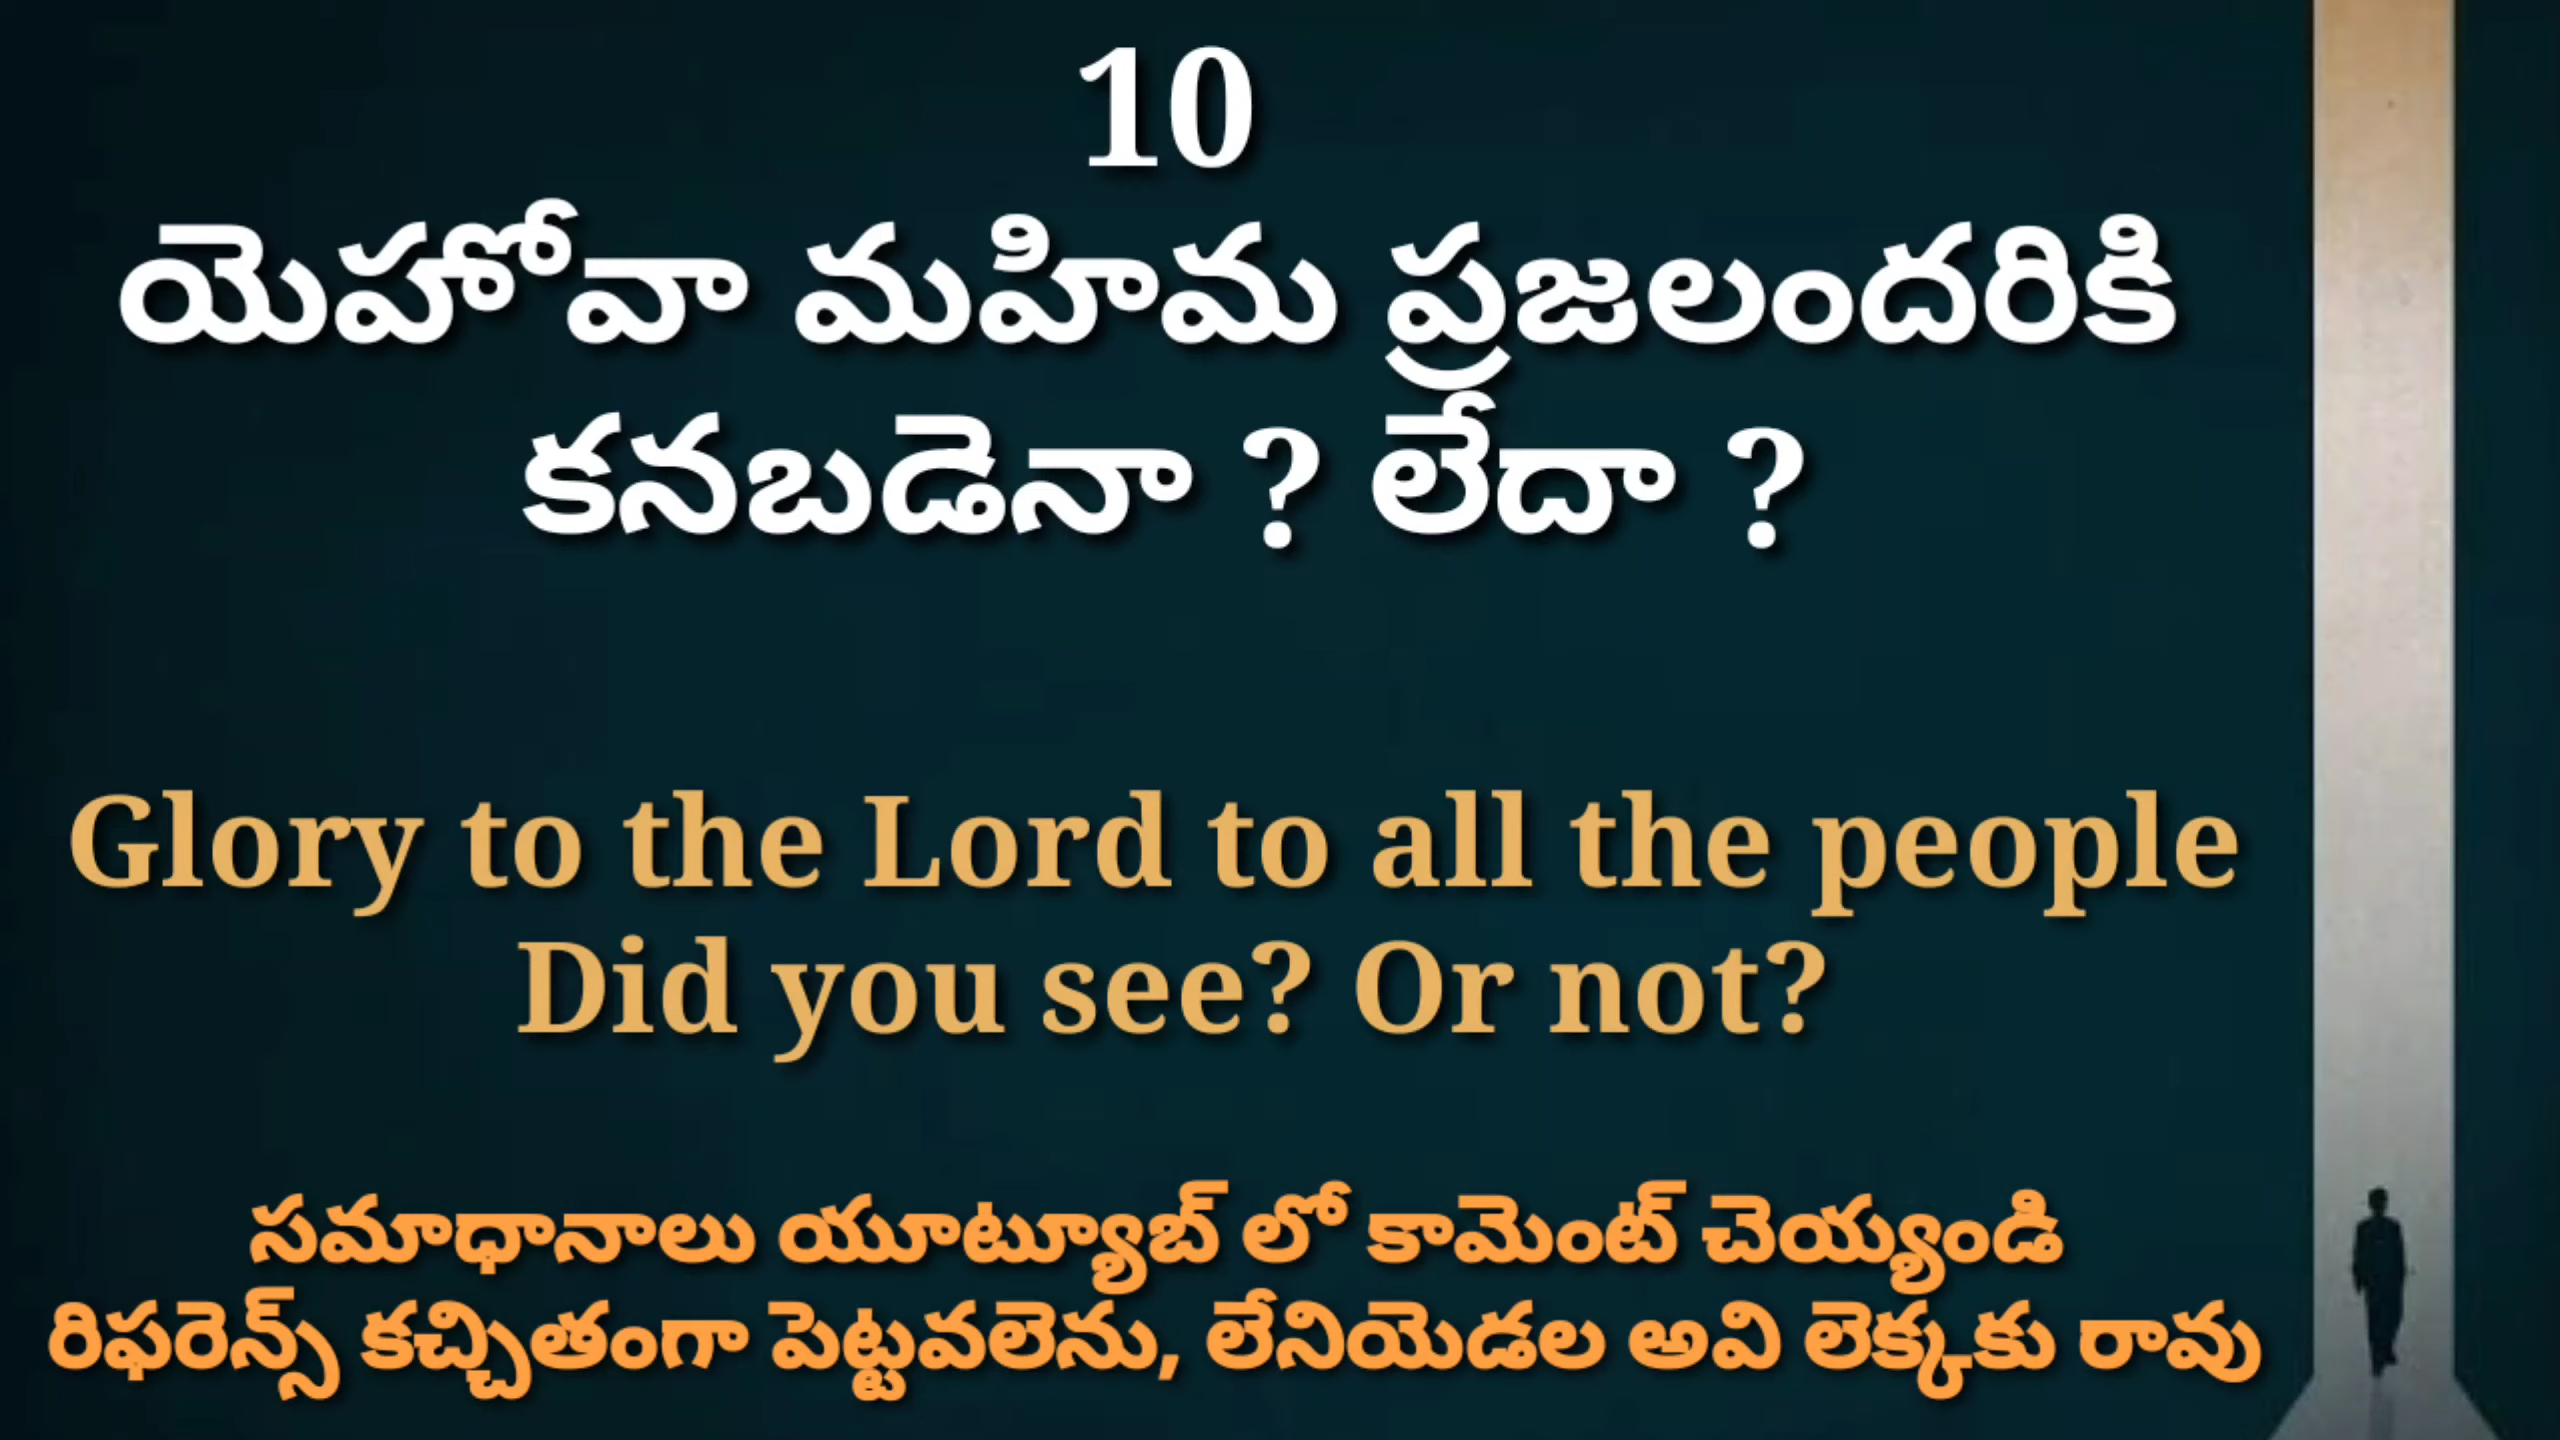 10
యెహోవా మహిమ ప్రజలందరికి
కనబడెనా ? లేదా ?
Glory to the Lord to all the people
Did you see? Or not?
సమాధానాలు యూట్యూబ్ లో కామెంట్ చెయ్యండి
రిఫరెన్స్ కచ్చితంగా పెట్టవలెను, లేనియెడల అవి లెక్కకు రావు